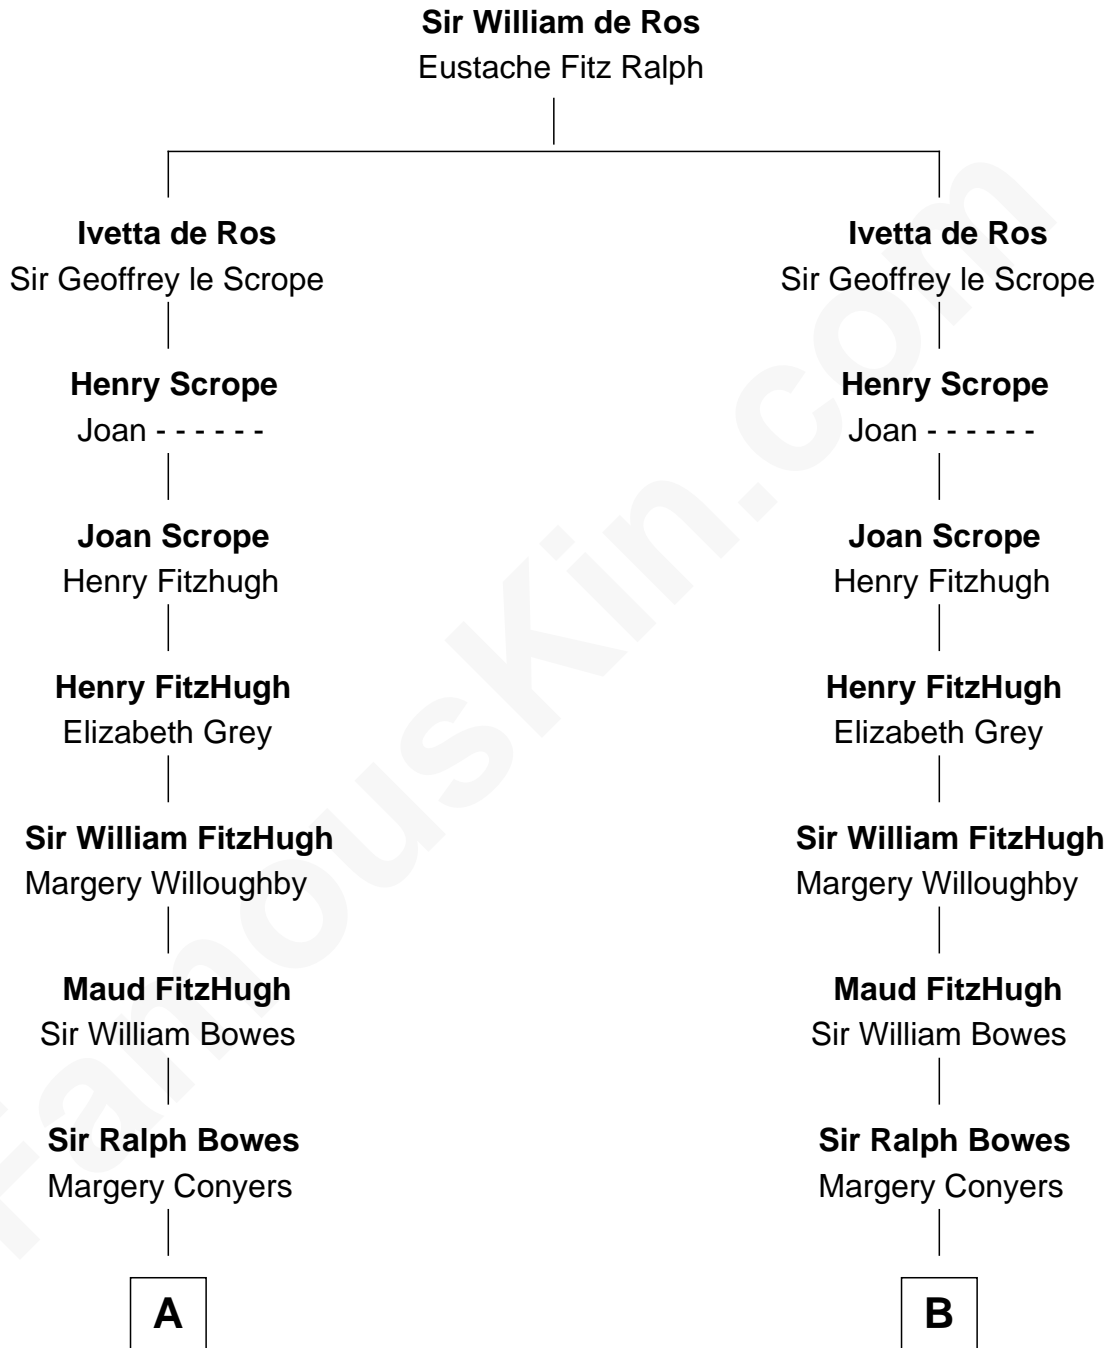 Sir William de Ros
Eustache Fitz Ralph
Ivetta de Ros
Sir Geoffrey le Scrope
Ivetta de Ros
Sir Geoffrey le Scrope
Henry Scrope
Joan - - - - - -
Henry Scrope
Joan - - - - - -
Joan Scrope
Henry Fitzhugh
Joan Scrope
Henry Fitzhugh
Henry FitzHugh
Elizabeth Grey
Henry FitzHugh
Elizabeth Grey
Sir William FitzHugh
Margery Willoughby
Sir William FitzHugh
Margery Willoughby
Maud FitzHugh
Sir William Bowes
Maud FitzHugh
Sir William Bowes
Sir Ralph Bowes
Margery Conyers
Sir Ralph Bowes
Margery Conyers
A
B
FamousKin.com